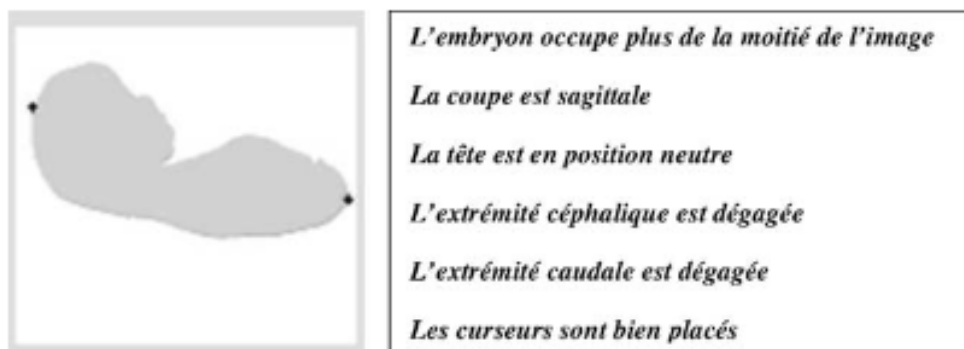 L'embryon occupe plus de la moitié de l'image
La coupe est sagittale
La tête est en position neutre
L'extrémité céphalique est dégagée
L'extrémité caudale est dégagée
Les curseurs sont bien placés